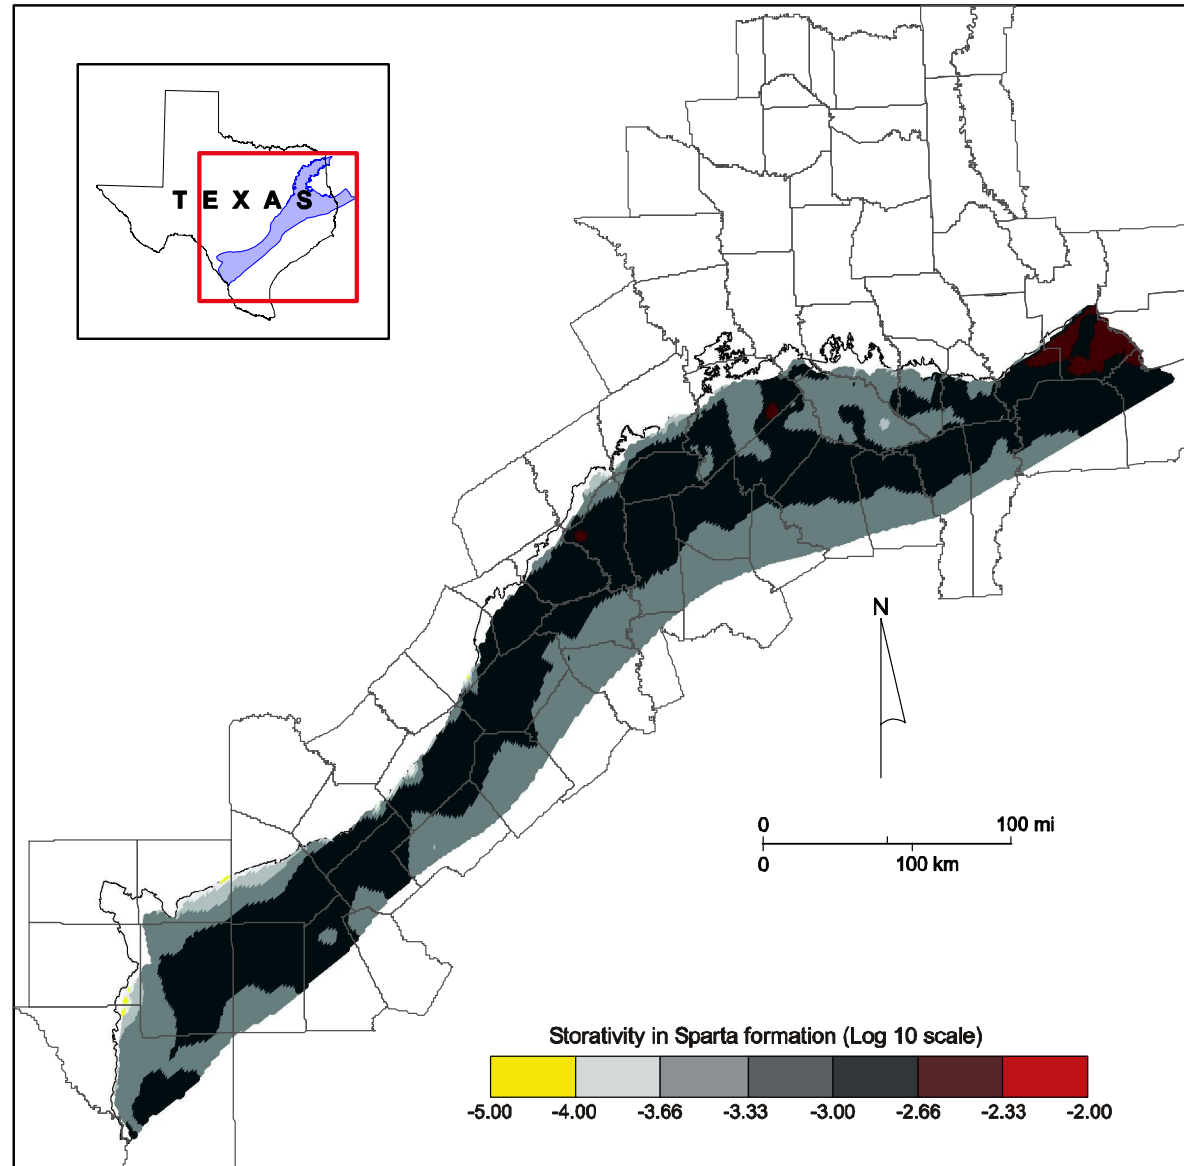 T E X A S
N
0 100 mi
0 100 km
Storativity in Sparta formation (Log 10 scale)
-5.00 -4.00 -3.66 -3.33 -3.00 -2.66 -2.33 -2.00